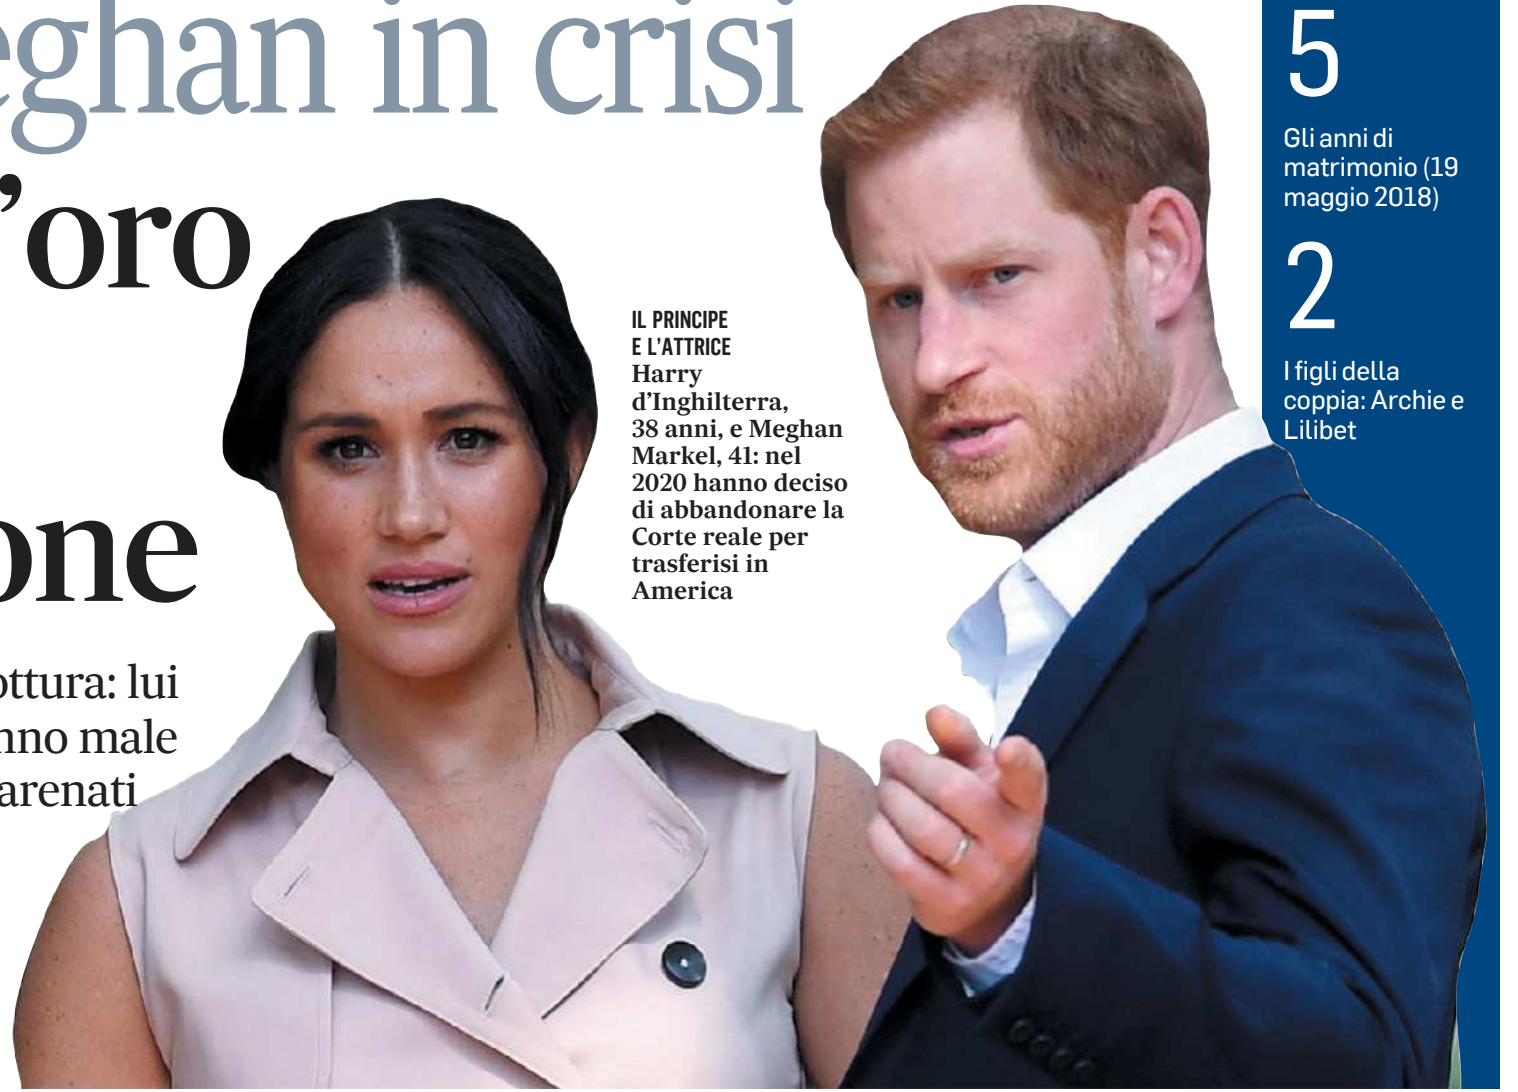 eghan in crisi
’oro
one
ottura: lui
nno male
arenati
IL PRINCIPE
E L'ATTRICE
Harry
d’Inghilterra,
38 anni, e Meghan
Markel, 41: nel
2020 hanno deciso
di abbandonare la
Corte reale per
trasferisi in
America
5
Gli anni di
matrimonio (19
maggio 2018)
2
I figli della
coppia: Archie e
Lilibet